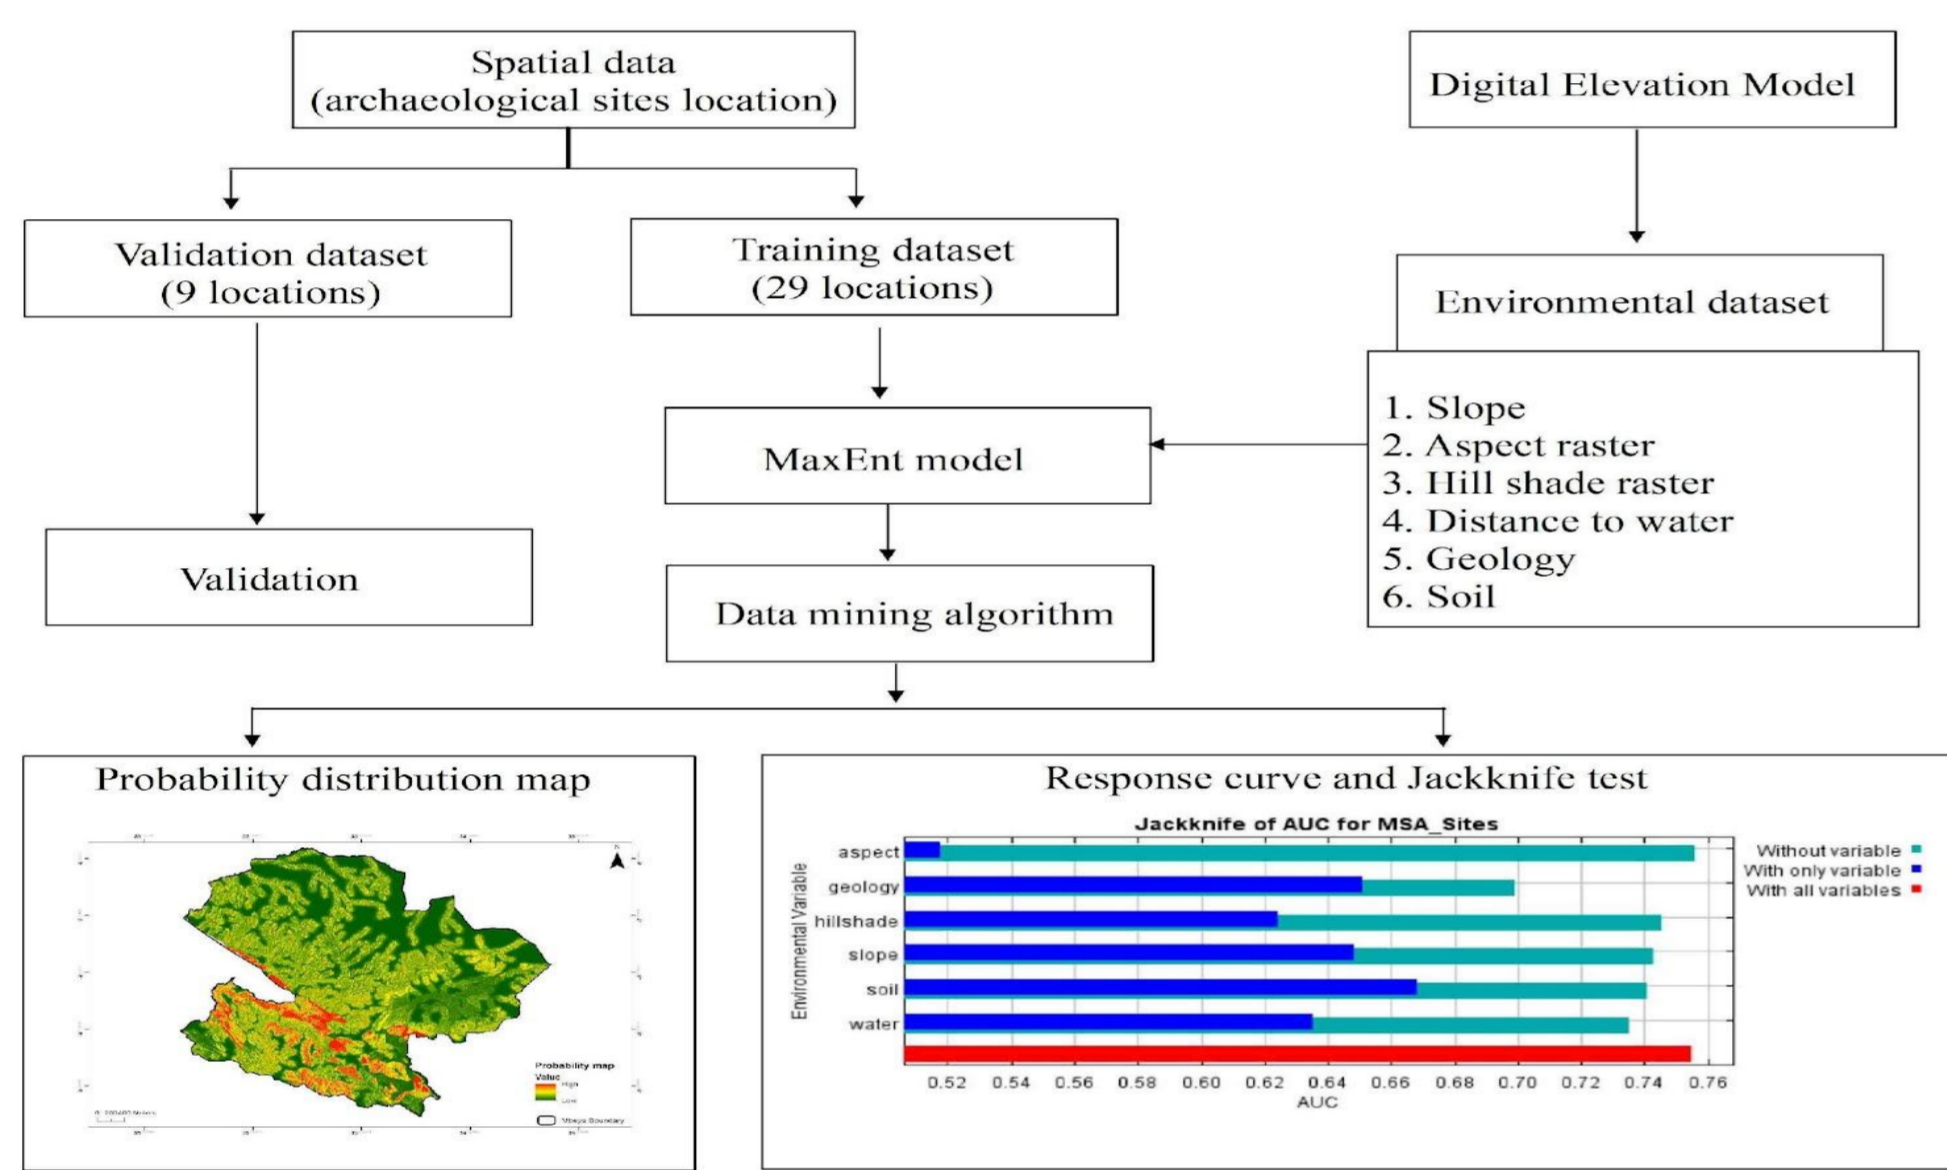 Spatial data
(archaeological sites location)
Digital Elevation Model
Validation dataset
(9 locations)
Training dataset
(29 locations)
Environmental dataset
1. Slope
2. Aspect raster
3. Hill shade raster
4. Distance to water
5. Geology
6. Soil
MaxEnt model
Validation
Data mining algorithm
Probability distribution map
Probability map
Value
High
Low
Mbeya Boundary
Response curve and Jackknife test
Jackknife of AUC for MSA_Sites
Environmental Variable
aspect
geology
hillshade
slope
soil
water
Without variable
With only variable
With all variables
0.52 0.54 0.56 0.58 0.60 0.62 0.64 0.66 0.68 0.70 0.72 0.74 0.76
AUC